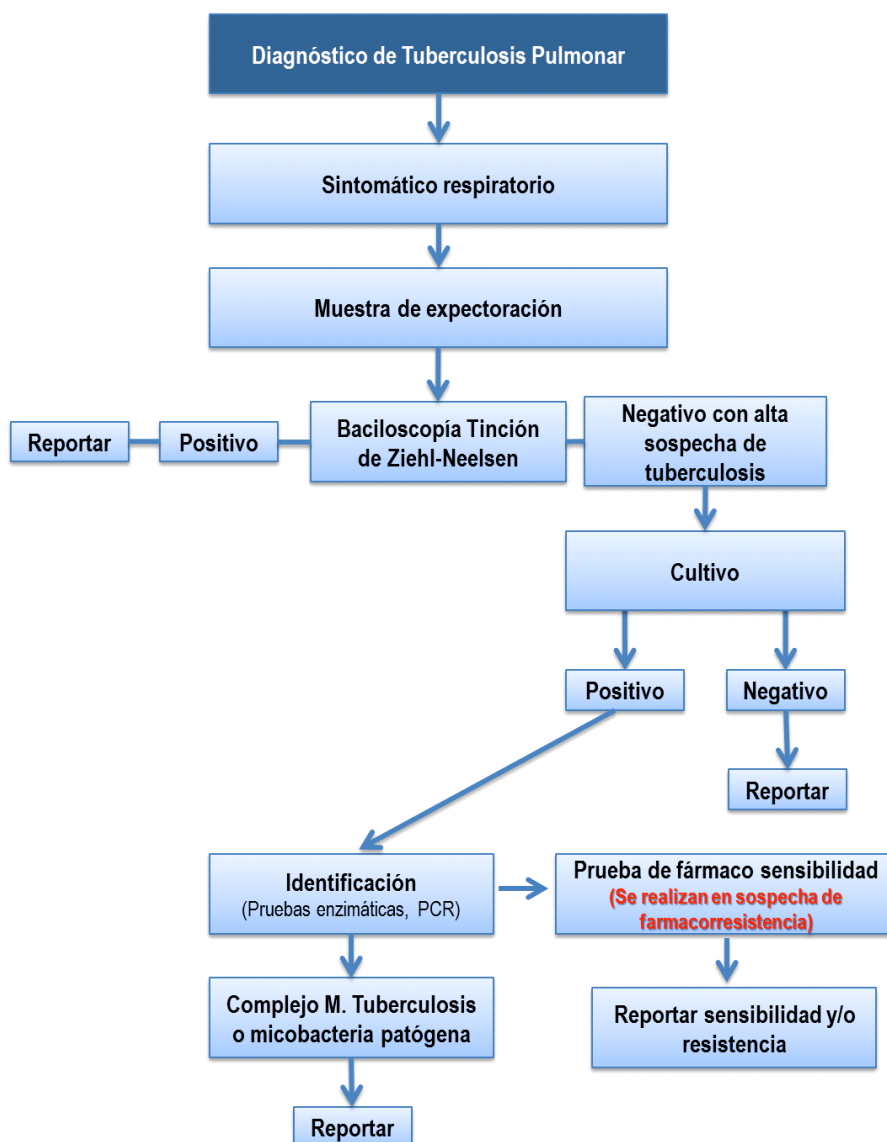 Diagnóstico de Tuberculosis Pulmonar
Sintomático respiratorio
Muestra de expectoración
Reportar
Positivo
Baciloscopía Tinción
de Ziehl-Neelsen
Negativo con alta
sospecha de
tuberculosis
Cultivo
Positivo
Negativo
Reportar
Identificación
(Pruebas enzimáticas, PCR)
Prueba de fármaco sensibilidad
(Se realizan en sospecha de
farmacorresistencia)
Complejo M. Tuberculosis
o micobacteria patógena
Reportar sensibilidad y/o
resistencia
Reportar